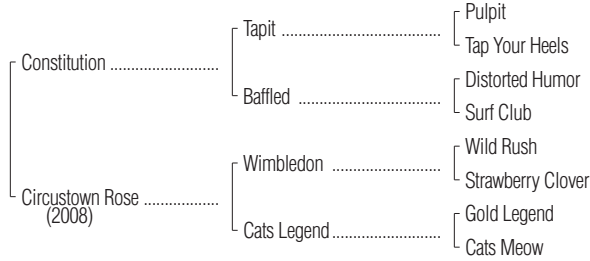 Pulpit
Tapit ................................
Tap Your Heels
Constitution ......................
Distorted Humor
Baffled .............................
Surf Club
Wild Rush
Wimbledon ......................
Strawberry Clover
Circustown Rose ...............
(2008)
Gold Legend
Cats Legend......................
Cats Meow